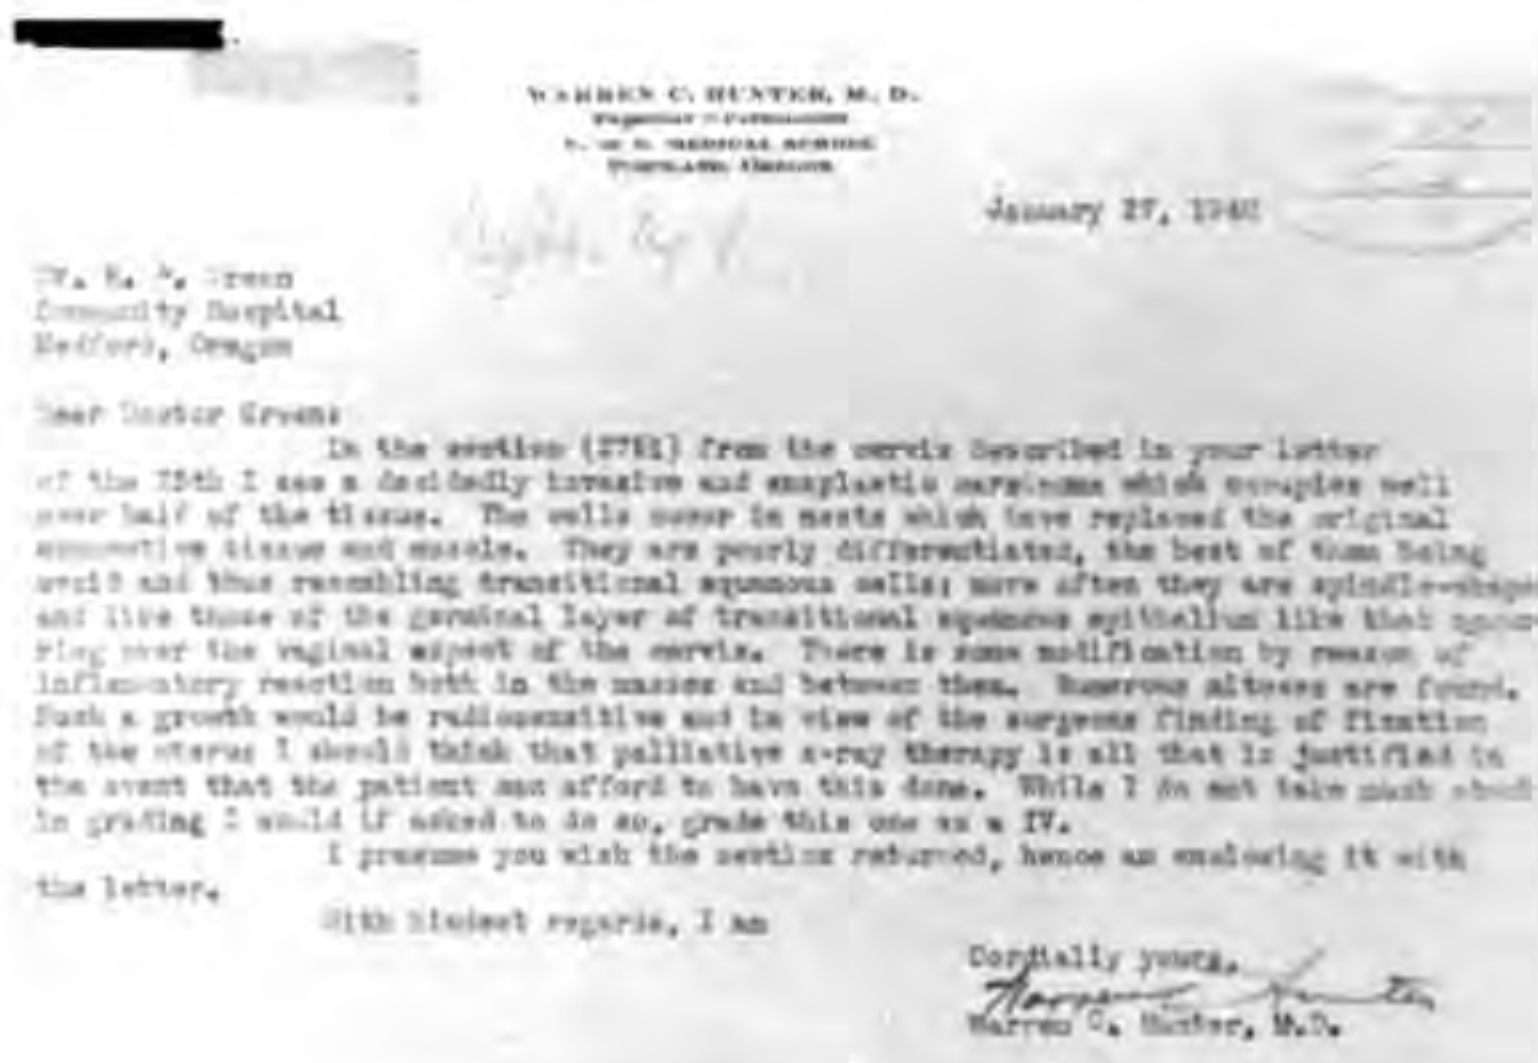 WARREN C. HUNTER, M. D.
MEDICAL SCHOOL
PORTLAND, OREGON
January 27, 194
Community Hospital
Medford, Oregon
Dear Doctor Greene
In the section (2751) from the cervix described in your letter
of the 25th I see a decidedly invasive and anaplastic carcinoma which occupies well
over half of the tissue. The cells occur in nests which have replaced the original
connective tissue and muscle. They are poorly differentiated, the best of them being
ovoid and thus resembling transitional squamous cells; more often they are spindle-shape
and like those of the germinal layer of transitional squamous epithelium like that occur
ring over the vaginal aspect of the cervix. There is some modification by reason of
inflammatory reaction both in the masses and between them. Numerous mitoses are found.
Such a growth would be radiosensitive and in view of the surgeons finding of fixation
of the uterus I should think that palliative x-ray therapy is all that is justified in
the event that the patient can afford to have this done. While I do not take much stock
in grading I would if asked to do so, grade this one as a IV.
I presume you wish the section returned, hence am enclosing it with
the letter.
With kindest regards, I am
Cordially yours,
Warren C. Hunter, M.D.